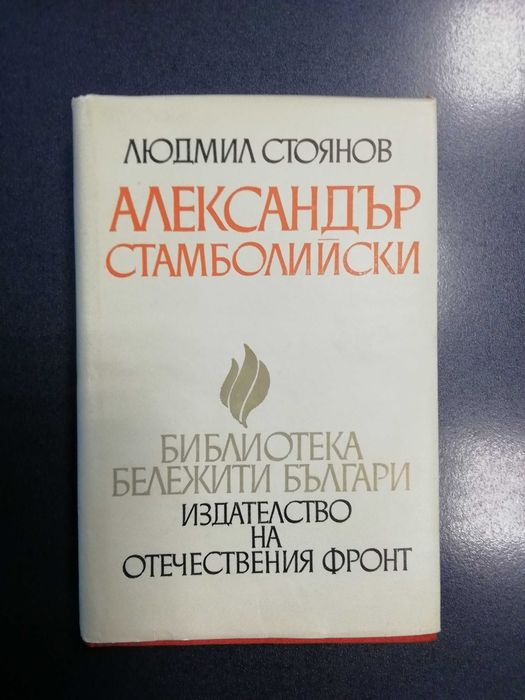 ЛЮДМИЛ СТОЯНОВ
АЛЕКСАНДЪР
СТАМБОЛИЙСКИ
БИБЛИОТЕКА
БЕЛЕЖИТИ БЪЛГАРИ
ИЗДАТЕЛСТВО
НА
ОТЕЧЕСТВЕНИЯ ФРОНТ